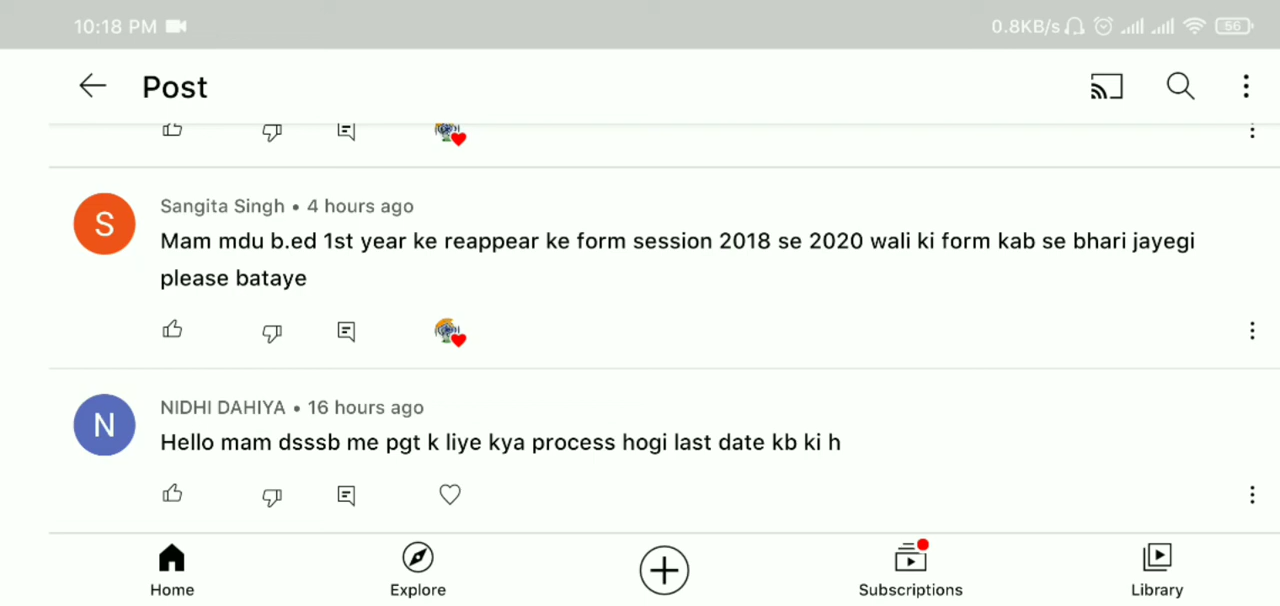 10:18 PM 0.8KB/s 56
Post
Sangita Singh • 4 hours ago
Mam mdu b.ed 1st year ke reappear ke form session 2018 se 2020 wali ki form kab se bhari jayegi
please bataye
NIDHI DAHIYA • 16 hours ago
Hello mam dsssb me pgt k liye kya process hogi last date kb ki h
Home Explore Subscriptions Library
S
N